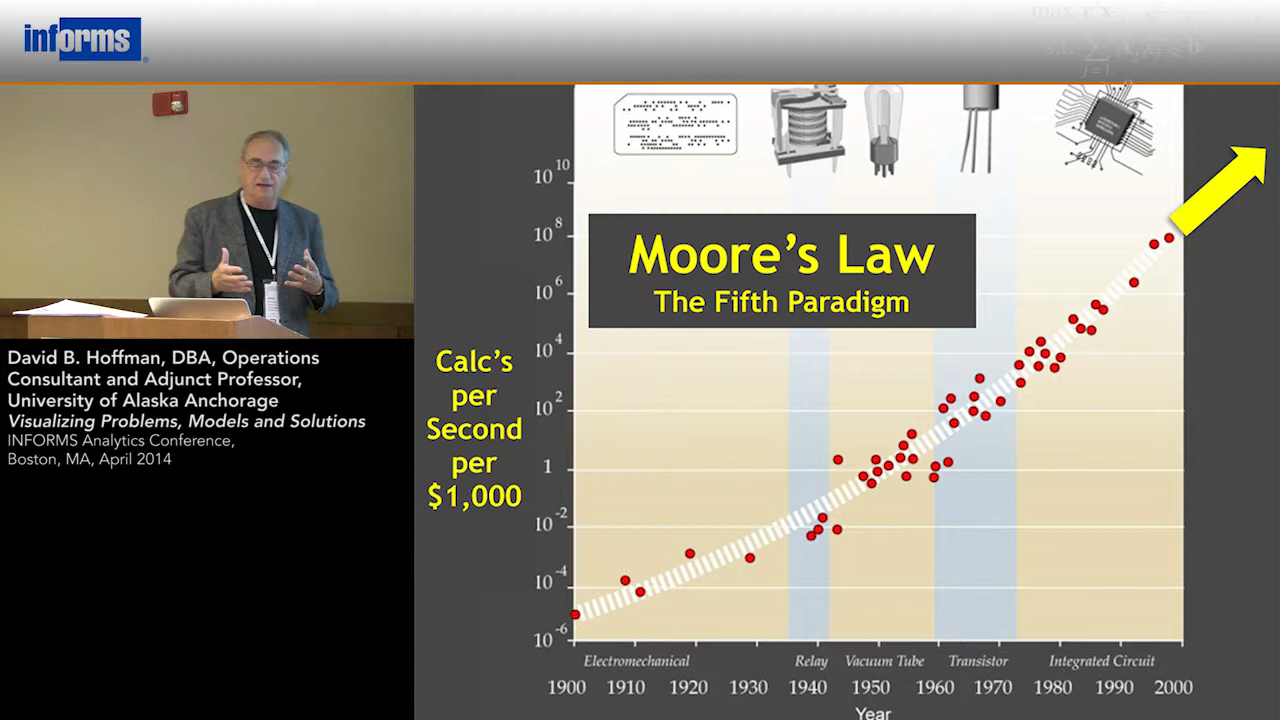 informs®
David B. Hoffman, DBA, Operations
Consultant and Adjunct Professor,
University of Alaska Anchorage
Visualizing Problems, Models and Solutions
INFORMS Analytics Conference,
Boston, MA, April 2014
Moore’s Law
The Fifth Paradigm
Calc’s
per
Second
per
$1,000
10^10
10^8
10^6
10^4
10^2
1
10^-2
10^-4
10^-6
Electromechanical Relay Vacuum Tube Transistor Integrated Circuit
1900 1910 1920 1930 1940 1950 1960 1970 1980 1990 2000
Year